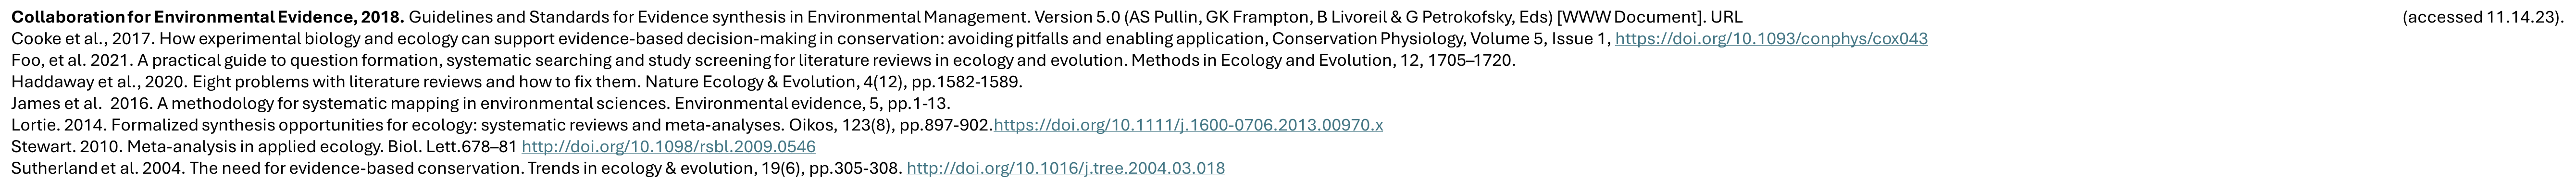 Collaboration for Environmental Evidence, 2018. Guidelines and Standards for Evidence synthesis in Environmental Management. Version 5.0 (AS Pullin, GK Frampton, B Livoreil & G Petrokofsky, Eds) [WWW Document]. URL (accessed 11.14.23).
Cooke et al., 2017. How experimental biology and ecology can support evidence-based decision-making in conservation: avoiding pitfalls and enabling application, Conservation Physiology, Volume 5, Issue 1, https://doi.org/10.1093/conphys/cox043
Foo, et al. 2021. A practical guide to question formation, systematic searching and study screening for literature reviews in ecology and evolution. Methods in Ecology and Evolution, 12, 1705–1720.
Haddaway et al., 2020. Eight problems with literature reviews and how to fix them. Nature Ecology & Evolution, 4(12), pp.1582-1589.
James et al.  2016. A methodology for systematic mapping in environmental sciences. Environmental evidence, 5, pp.1-13.
Lortie. 2014. Formalized synthesis opportunities for ecology: systematic reviews and meta-analyses. Oikos, 123(8), pp.897-902.https://doi.org/10.1111/j.1600-0706.2013.00970.x
Stewart. 2010. Meta-analysis in applied ecology. Biol. Lett.678–81 http://doi.org/10.1098/rsbl.2009.0546
Sutherland et al. 2004. The need for evidence-based conservation. Trends in ecology & evolution, 19(6), pp.305-308. http://doi.org/10.1016/j.tree.2004.03.018